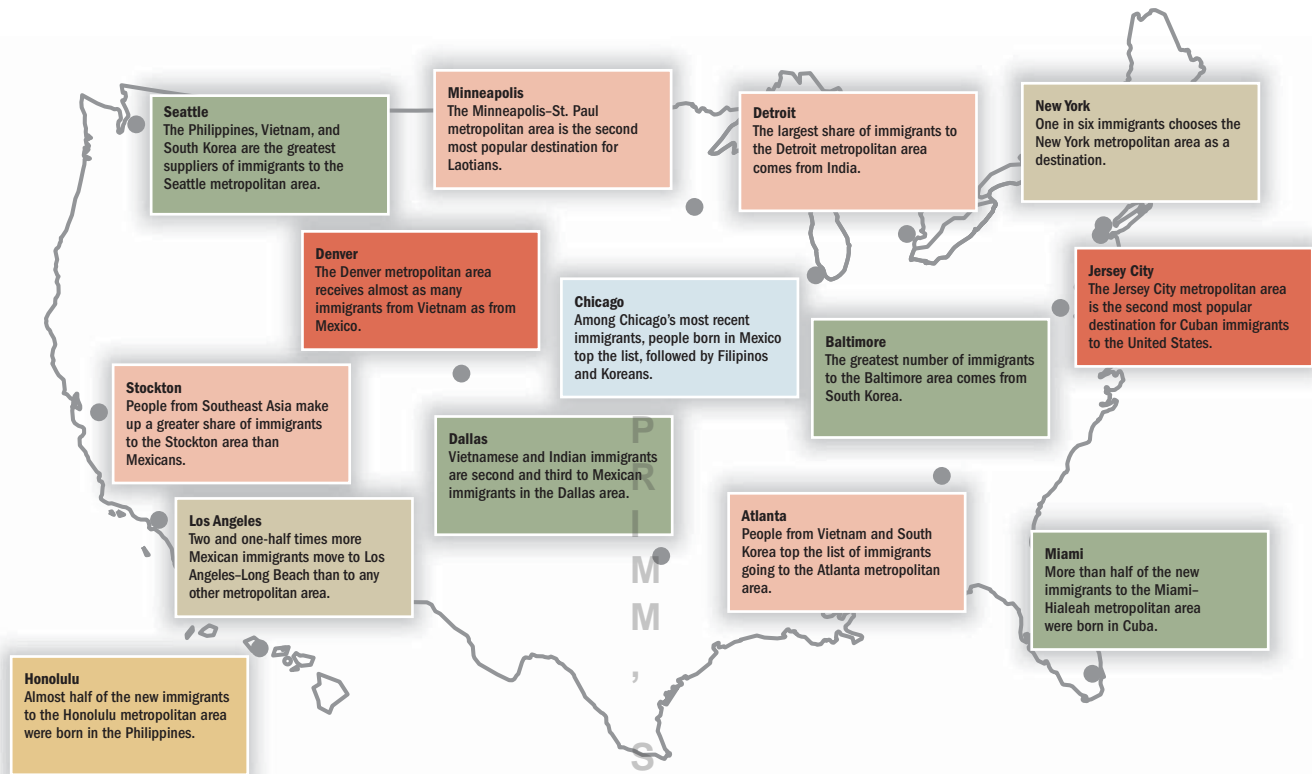 Seattle
The Philippines, Vietnam, and
South Korea are the greatest
suppliers of immigrants to the
Seattle metropolitan area.
Minneapolis
The Minneapolis–St. Paul
metropolitan area is the second
most popular destination for
Laotians.
Detroit
The largest share of immigrants to
the Detroit metropolitan area
comes from India.
New York
One in six immigrants chooses the
New York metropolitan area as a
destination.
Denver
The Denver metropolitan area
receives almost as many
immigrants from Vietnam as from
Mexico.
Chicago
Among Chicago's most recent
immigrants, people born in Mexico
top the list, followed by Filipinos
and Koreans.
Baltimore
The greatest number of immigrants
to the Baltimore area comes from
South Korea.
Jersey City
The Jersey City metropolitan area
is the second most popular
destination for Cuban immigrants
to the United States.
Stockton
People from Southeast Asia make
up a greater share of immigrants
to the Stockton area than
Mexicans.
Dallas
Vietnamese and Indian immigrants
are second and third to Mexican
immigrants in the Dallas area.
Los Angeles
Two and one-half times more
Mexican immigrants move to Los
Angeles–Long Beach than to any
other metropolitan area.
Atlanta
People from Vietnam and South
Korea top the list of immigrants
going to the Atlanta metropolitan
area.
Miami
More than half of the new
immigrants to the Miami–
Hialeah metropolitan area
were born in Cuba.
Honolulu
Almost half of the new immigrants
to the Honolulu metropolitan area
were born in the Philippines.
P
R
I
M
M
,
S